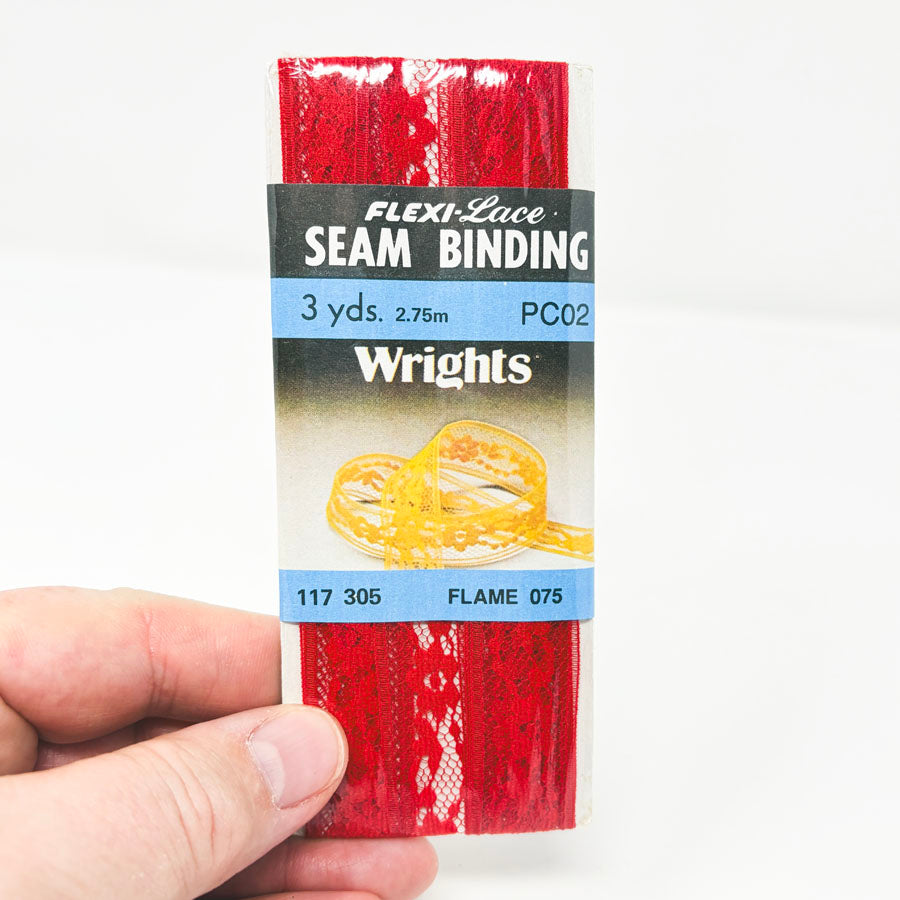 FLEXI-Lace
SEAM BINDING
3 yds. 2.75m PC02
Wrights
117 305 FLAME 075